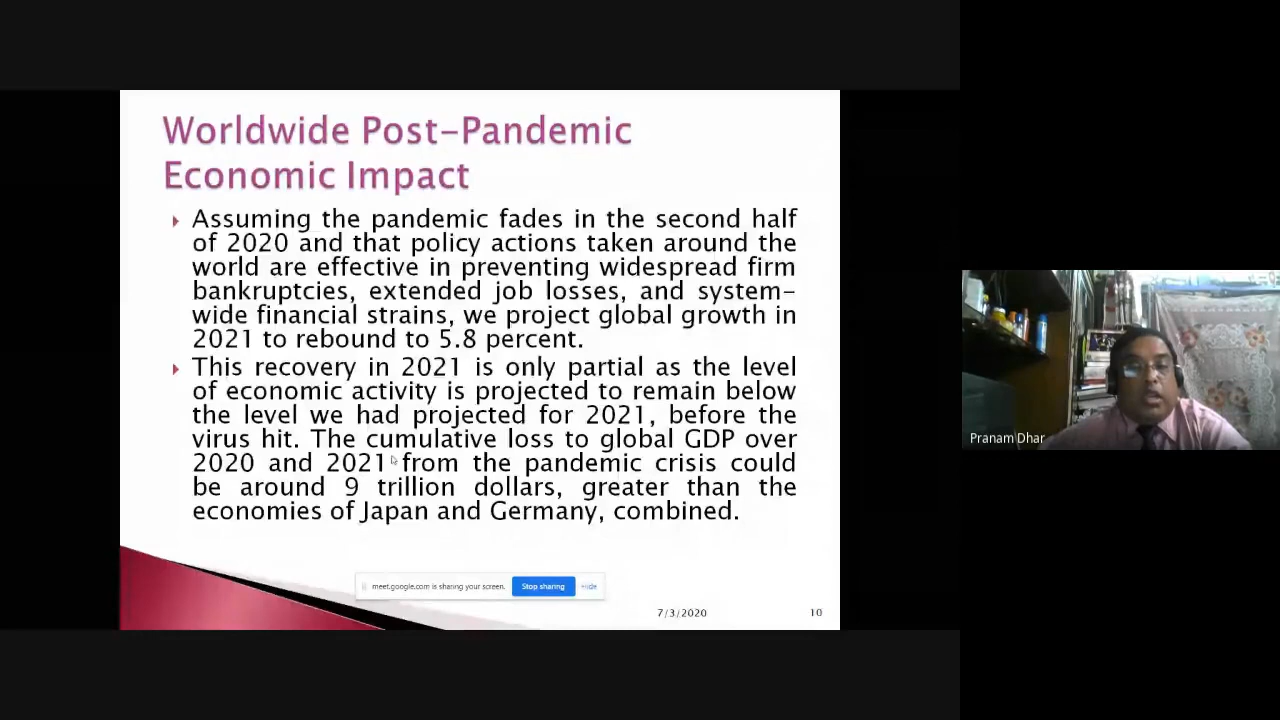 Worldwide Post-Pandemic
Economic Impact
Assuming the pandemic fades in the second half
of 2020 and that policy actions taken around the
world are effective in preventing widespread firm
bankruptcies, extended job losses, and system-
wide financial strains, we project global growth in
2021 to rebound to 5.8 percent.
This recovery in 2021 is only partial as the level
of economic activity is projected to remain below
the level we had projected for 2021, before the
virus hit. The cumulative loss to global GDP over
2020 and 2021 from the pandemic crisis could
be around 9 trillion dollars, greater than the
economies of Japan and Germany, combined.
meet.google.com is sharing your screen. Stop sharing Hide
7/3/2020 10
Pranam Dhar